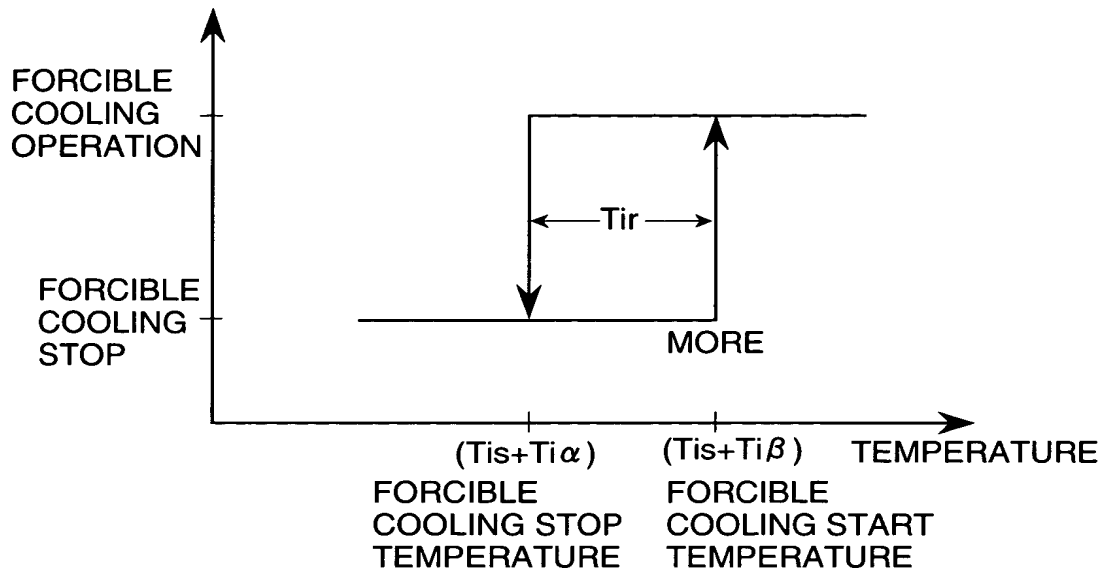 FORCIBLE
COOLING
OPERATION
Tir
FORCIBLE
COOLING
STOP
MORE
(Tis+Tiα)
(Tis+Tiβ)
TEMPERATURE
FORCIBLE
COOLING STOP
TEMPERATURE
FORCIBLE
COOLING START
TEMPERATURE